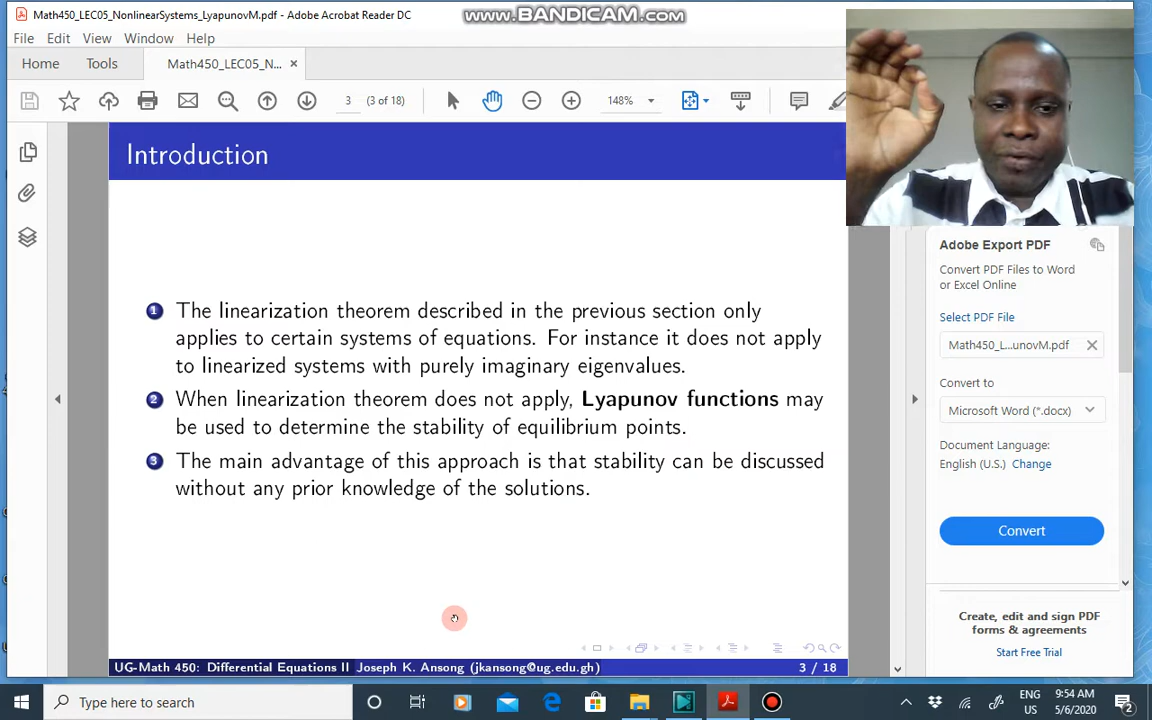 Math450_LEC05_NonlinearSystems_LyapunovM.pdf - Adobe Acrobat Reader DC
www.BANDICAM.com
File Edit View Window Help
Home Tools Math450_LEC05_N... ×
3 (3 of 18) 148%
Introduction
1 The linearization theorem described in the previous section only
applies to certain systems of equations. For instance it does not apply
to linearized systems with purely imaginary eigenvalues.
2 When linearization theorem does not apply, Lyapunov functions may
be used to determine the stability of equilibrium points.
3 The main advantage of this approach is that stability can be discussed
without any prior knowledge of the solutions.
UG-Math 450: Differential Equations II Joseph K. Ansong (jkansong@ug.edu.gh) 3 / 18
Adobe Export PDF
Convert PDF Files to Word
or Excel Online
Select PDF File
Math450_L...unovM.pdf
Convert to
Microsoft Word (*.docx)
Document Language:
English (U.S.) Change
Convert
Create, edit and sign PDF
forms & agreements
Start Free Trial
Type here to search
ENG
US
9:54 AM
5/6/2020
2